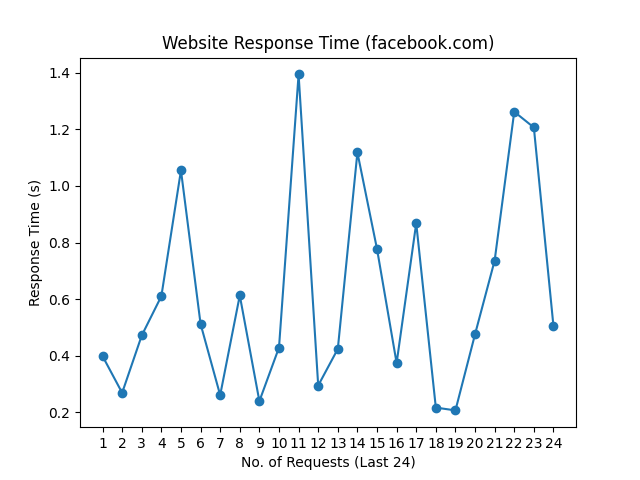 Website Response Time (facebook.com)
1.4
1.2
1.0
0.8
0.6
0.4
0.2
Response Time (s)
1 2 3 4 5 6 7 8 9 10 11 12 13 14 15 16 17 18 19 20 21 22 23 24
No. of Requests (Last 24)